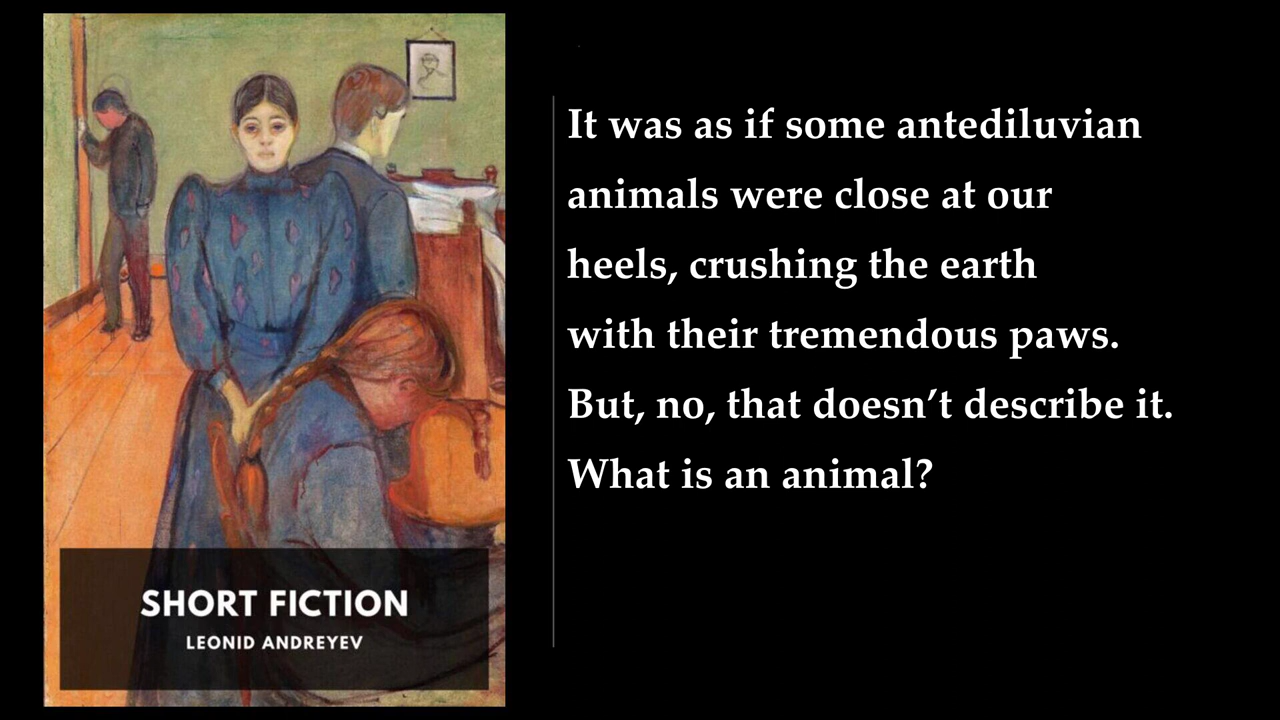 It was as if some antediluvian
animals were close at our
heels, crushing the earth
with their tremendous paws.
But, no, that doesn’t describe it.
What is an animal?
SHORT FICTION
LEONID ANDREYEV